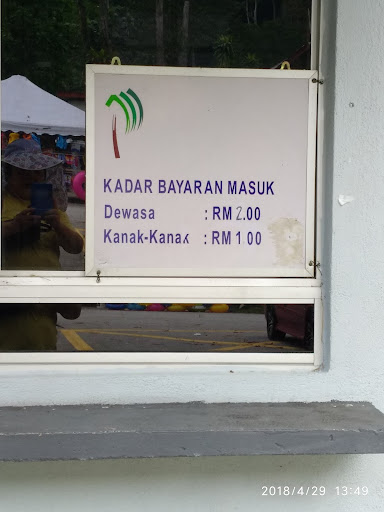 KADAR BAYARAN MASUK
Dewasa : RM 2.00
Kanak-Kanak : RM 1.00
2018/4/29 13:49